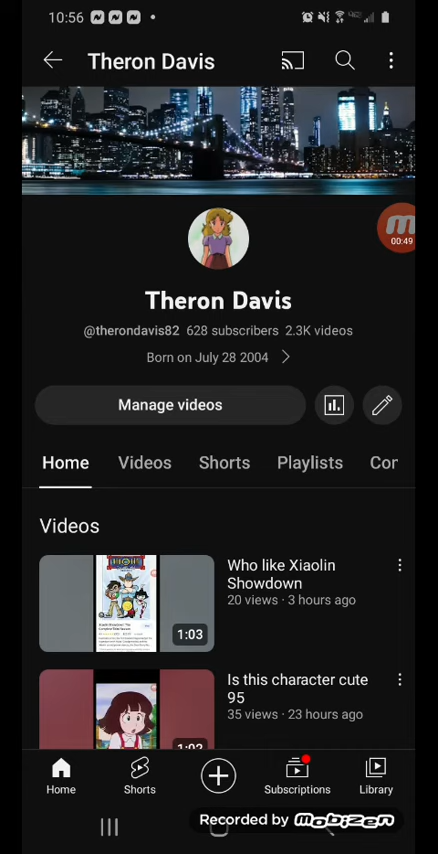 10:56
Theron Davis
00:49
Theron Davis
@therondavis82 628 subscribers 2.3K videos
Born on July 28 2004
Manage videos
Home Videos Shorts Playlists Cor
Videos
Who like Xiaolin
Showdown
20 views · 3 hours ago
1:03
Is this character cute
95
35 views · 23 hours ago
Home Shorts Subscriptions Library
Recorded by Mobizen